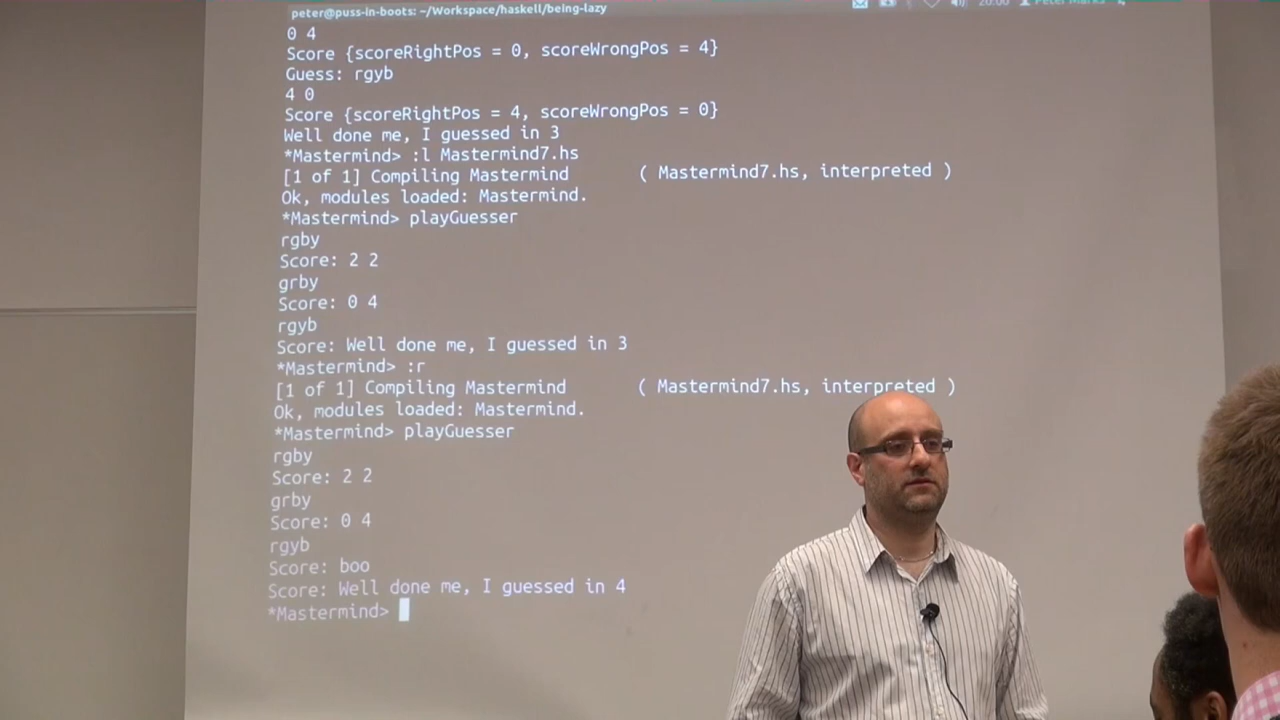 peter@puss-in-boots: ~/Workspace/haskell/being-lazy 20:00 Peter Marks
0 4
Score {scoreRightPos = 0, scoreWrongPos = 4}
Guess: rgyb
4 0
Score {scoreRightPos = 4, scoreWrongPos = 0}
Well done me, I guessed in 3
*Mastermind> :l Mastermind7.hs
[1 of 1] Compiling Mastermind ( Mastermind7.hs, interpreted )
Ok, modules loaded: Mastermind.
*Mastermind> playGuesser
rgby
Score: 2 2
grby
Score: 0 4
rgyb
Score: Well done me, I guessed in 3
*Mastermind> :r
[1 of 1] Compiling Mastermind ( Mastermind7.hs, interpreted )
Ok, modules loaded: Mastermind.
*Mastermind> playGuesser
rgby
Score: 2 2
grby
Score: 0 4
rgyb
Score: boo
Score: Well done me, I guessed in 4
*Mastermind>